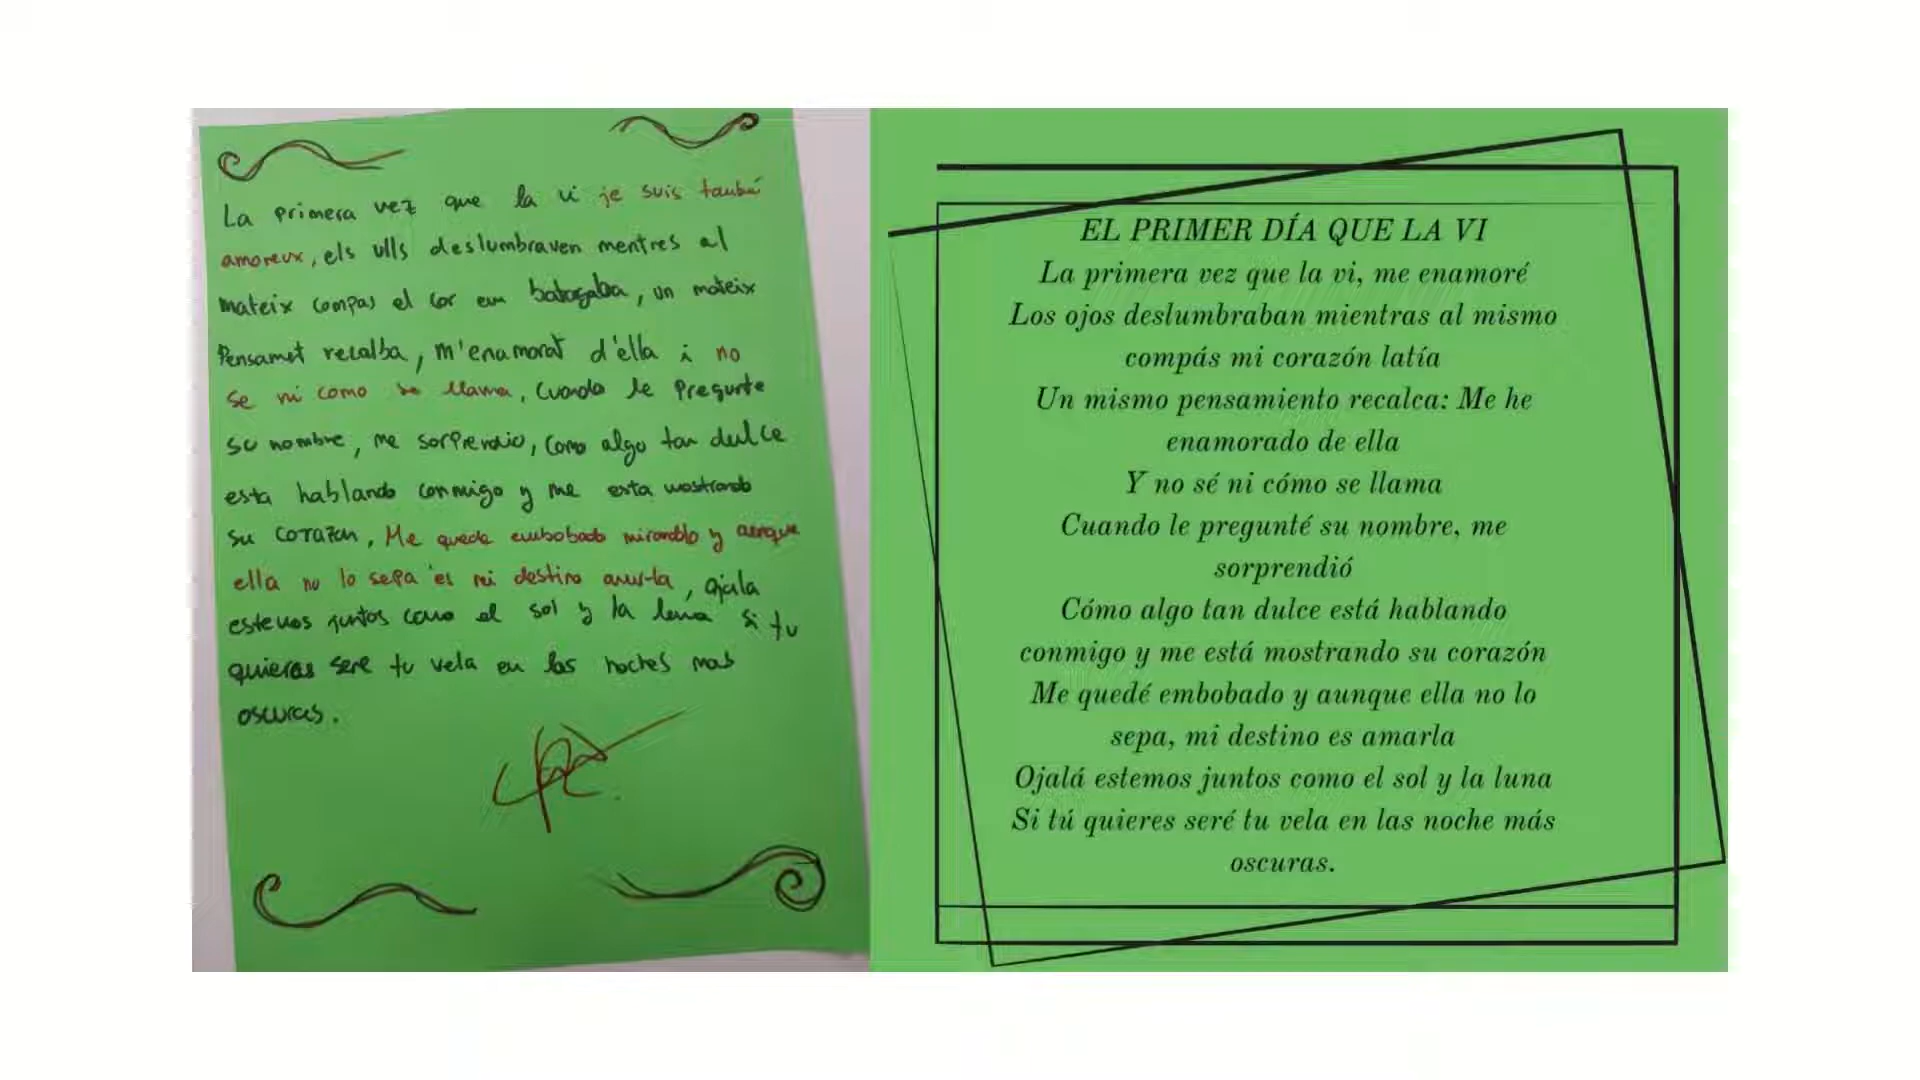 La primera vez que la vi je suis també
amoreux, els ulls deslumbraven mentres al
mateix compas el cor em batagaba, un mateix
Pensamet recalba, m'enamorat d'ella i no
se ni como se llama, Cuando le Pregunte
su nombre, me sorprendio, Como algo tan dulce
esta hablando conmigo y me esta mostrando
su corazon, Me quede embobado mirandola y aunque
ella no lo sepa es mi destino amarla, ojala
estemos juntos como el sol y la luna si tu
quieras sere tu vela en las noches mas
oscuras.
EL PRIMER DÍA QUE LA VI
La primera vez que la vi, me enamoré
Los ojos deslumbraban mientras al mismo
compás mi corazón latía
Un mismo pensamiento recalca: Me he
enamorado de ella
Y no sé ni cómo se llama
Cuando le pregunté su nombre, me
sorprendió
Cómo algo tan dulce está hablando
conmigo y me está mostrando su corazón
Me quedé embobado y aunque ella no lo
sepa, mi destino es amarla
Ojalá estemos juntos como el sol y la luna
Si tú quieres seré tu vela en las noche más
oscuras.